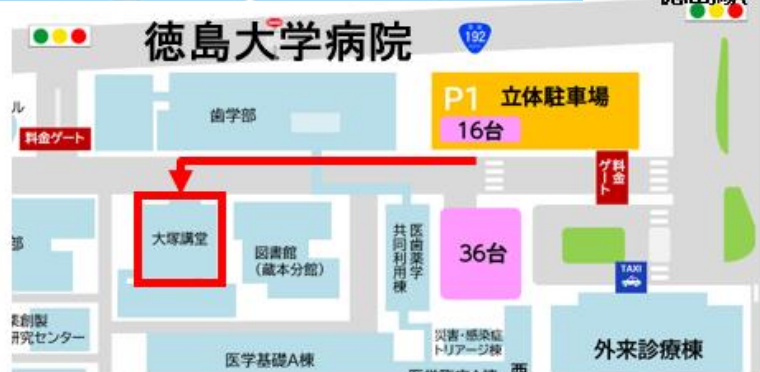 徳島大学病院
192
P1 立体駐車場
16台
歯学部
料金ゲート
料金
ゲート
大塚講堂
図書館
(蔵本分館)
医歯薬学
共同利用棟
36台
TAXI
部
ル
薬創製
研究センター
災害・感染症
トリアージ棟
外来診療棟
医学基礎A棟
西